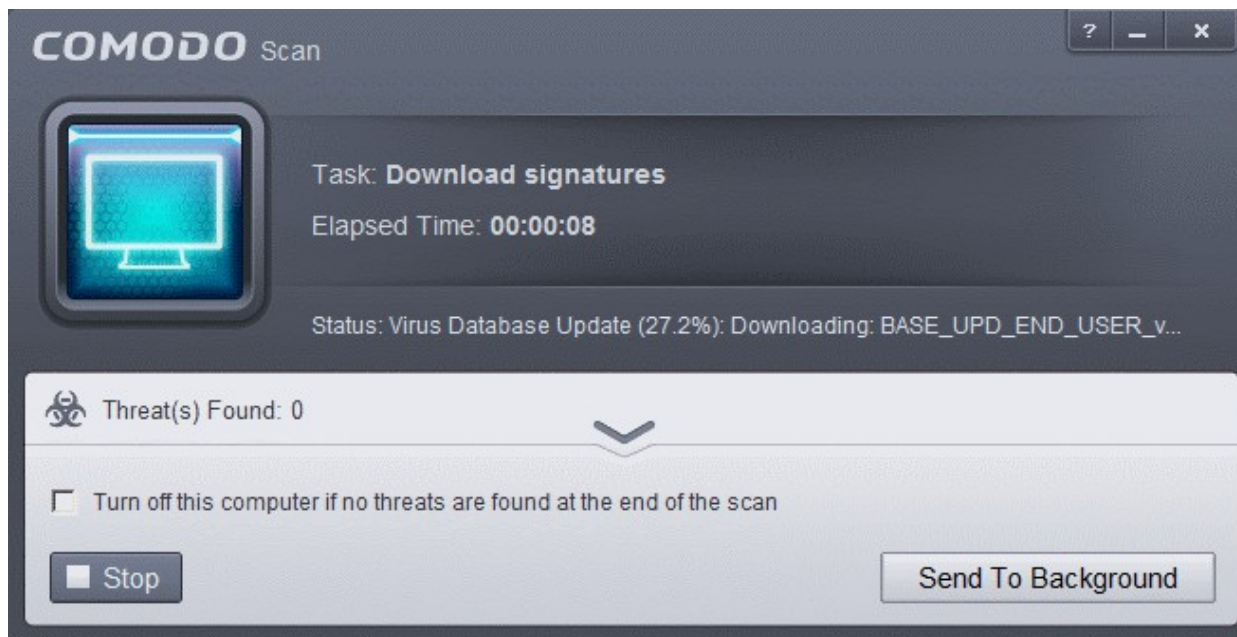 COMODO Scan
?
Task: Download signatures
Elapsed Time: 00:00:08
Status: Virus Database Update (27.2%): Downloading: BASE_UPD_END_USER_v...
Threat(s) Found: 0
Turn off this computer if no threats are found at the end of the scan
Stop
Send To Background